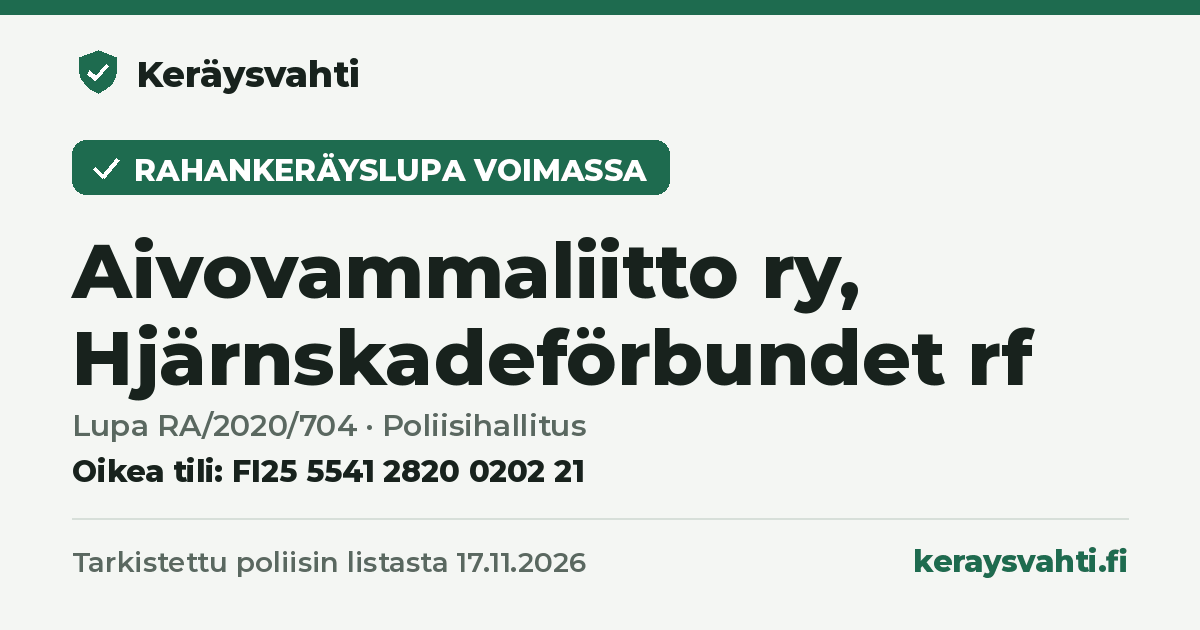 Keräysvahti
RAHANKERÄYSLUPA VOIMASSA
Aivovammaliitto ry,
Hjärnskadeförbundet rf
Lupa RA/2020/704 · Poliisihallitus
Oikea tili: FI25 5541 2820 0202 21
Tarkistettu poliisin listasta 17.11.2026
keraysvahti.fi